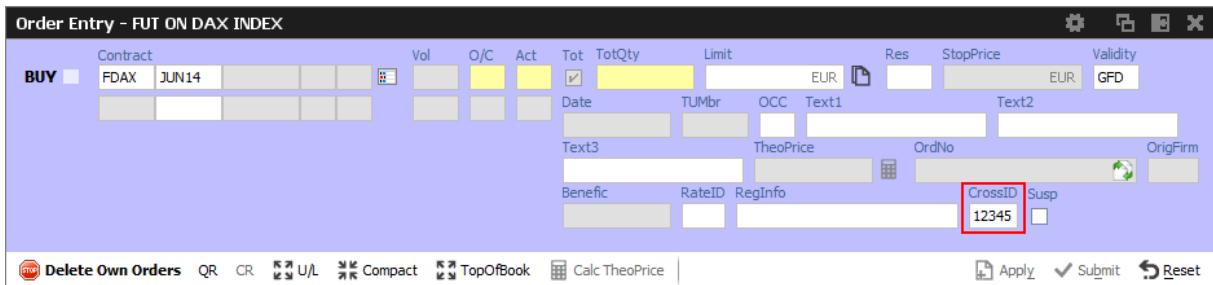 Order Entry - FUT ON DAX INDEX
Contract Vol O/C Act Tot TotQty Limit Res StopPrice Validity
BUY FDAX JUN14 EUR EUR GFD
Date TUMbr OCC Text1 Text2
Text3 TheoPrice OrdNo OrigFirm
Benefic RateID RegInfo CrossID Susp
12345
STOP Delete Own Orders QR CR U/L Compact TopOfBook Calc TheoPrice Apply Submit Reset